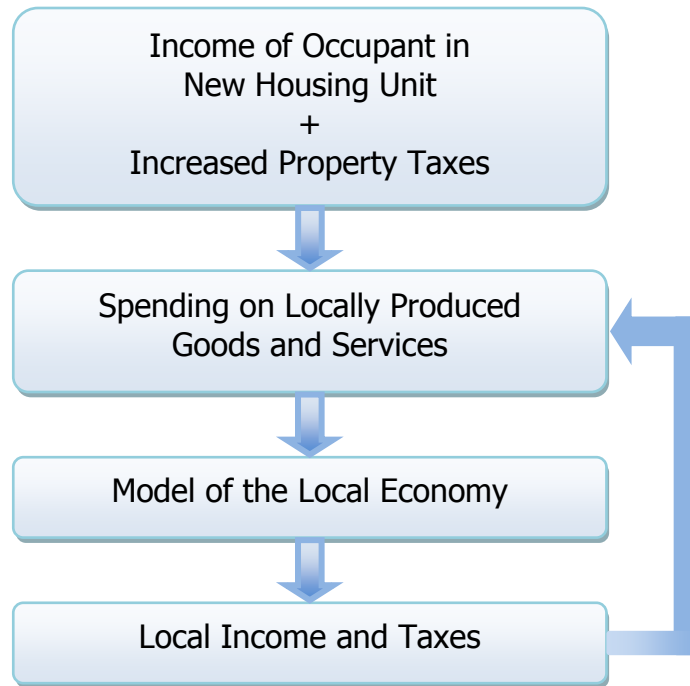 Income of Occupant in
New Housing Unit
+
Increased Property Taxes
Spending on Locally Produced
Goods and Services
Model of the Local Economy
Local Income and Taxes